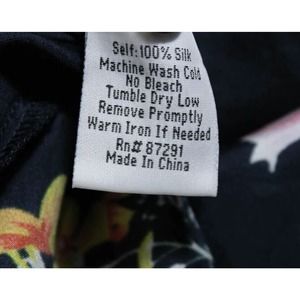 Self: 100% Silk
Machine Wash Cold
No Bleach
Tumble Dry Low
Remove Promptly
Warm Iron If Needed
Rn# 87291
Made In China